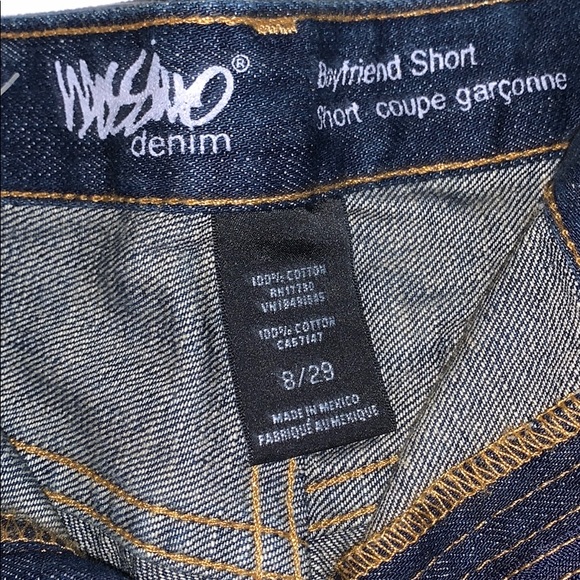 Mossimo®
denim
Boyfriend Short
Short coupe garçonne
100% COTTON
RN17730
VN18491885
100% COTTON
CA57147
8/29
MADE IN MEXICO
FABRIQUÉ AU MEXIQUE